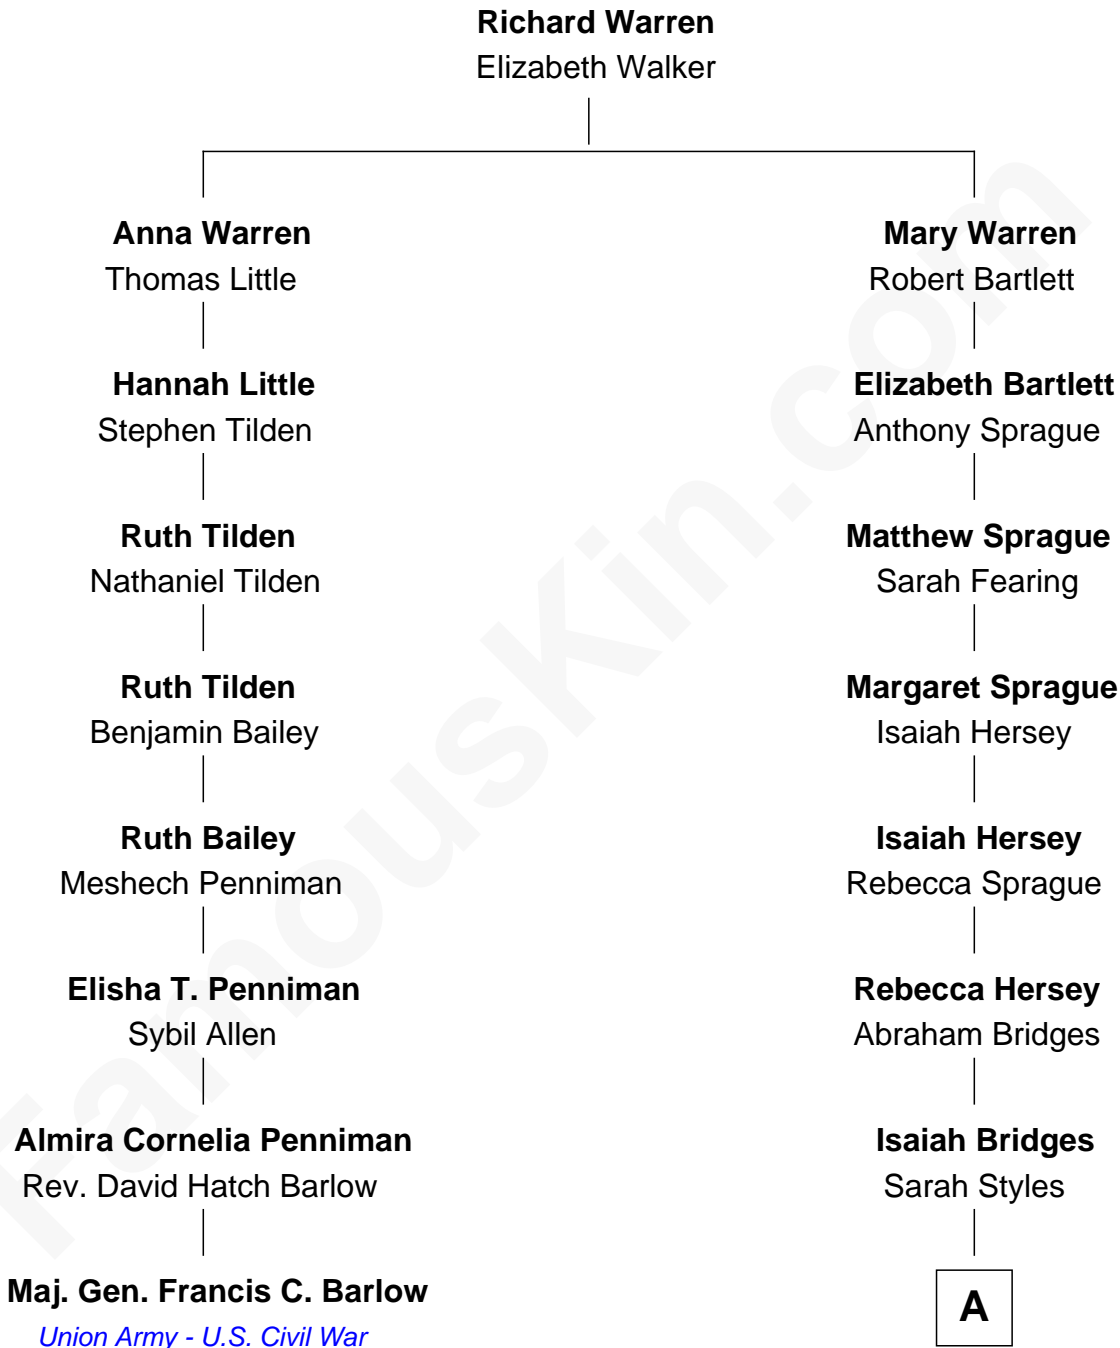 Richard Warren
Elizabeth Walker
Anna Warren
Thomas Little
Hannah Little
Stephen Tilden
Ruth Tilden
Nathaniel Tilden
Ruth Tilden
Benjamin Bailey
Ruth Bailey
Meshech Penniman
Elisha T. Penniman
Sybil Allen
Almira Cornelia Penniman
Rev. David Hatch Barlow
Maj. Gen. Francis C. Barlow
Union Army - U.S. Civil War
Mary Warren
Robert Bartlett
Elizabeth Bartlett
Anthony Sprague
Matthew Sprague
Sarah Fearing
Margaret Sprague
Isaiah Hersey
Isaiah Hersey
Rebecca Sprague
Rebecca Hersey
Abraham Bridges
Isaiah Bridges
Sarah Styles
A
FamousKin.com